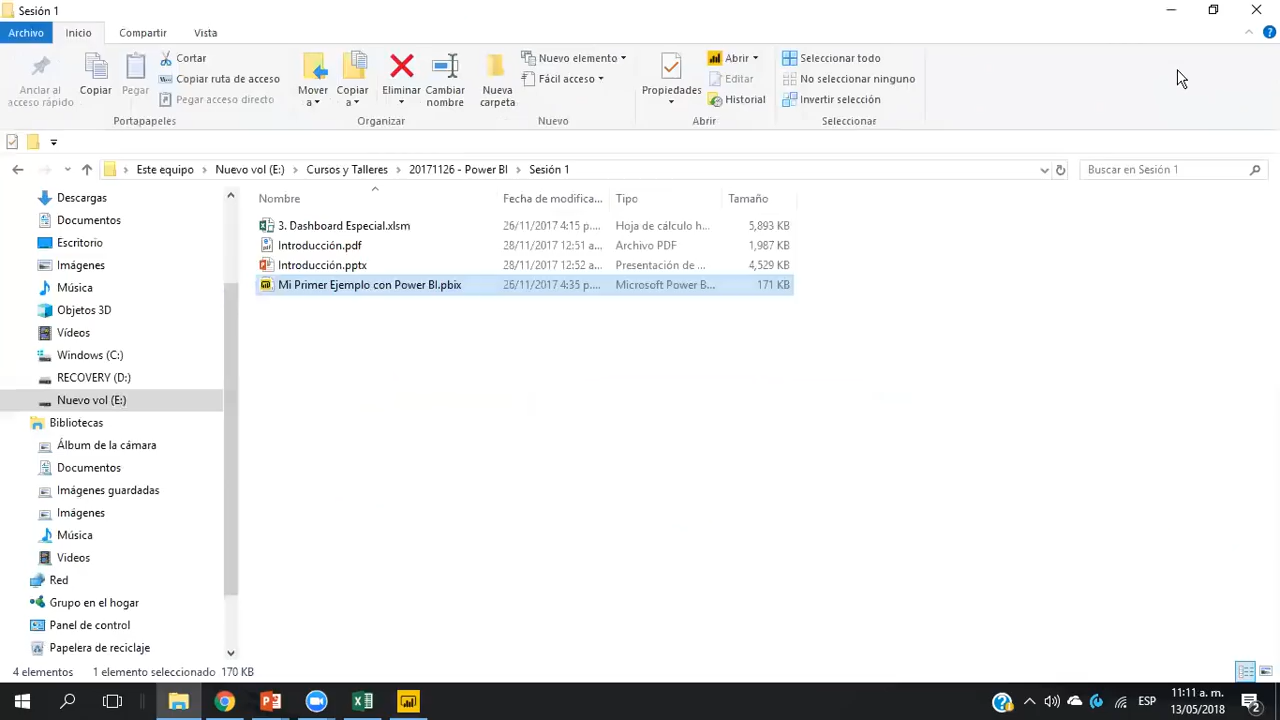 Sesión 1
Archivo Inicio Compartir Vista
Anclar al acceso rápido
Copiar
Pegar
Cortar
Copiar ruta de acceso
Pegar acceso directo
Portapapeles
Mover a
Copiar a
Eliminar
Cambiar nombre
Organizar
Nueva carpeta
Nuevo elemento
Fácil acceso
Nuevo
Propiedades
Abrir
Editar
Historial
Abrir
Seleccionar todo
No seleccionar ninguno
Invertir selección
Seleccionar
Este equipo > Nuevo vol (E:) > Cursos y Talleres > 20171126 - Power BI > Sesión 1
Buscar en Sesión 1
Descargas
Documentos
Escritorio
Imágenes
Música
Objetos 3D
Vídeos
Windows (C:)
RECOVERY (D:)
Nuevo vol (E:)
Bibliotecas
Álbum de la cámara
Documentos
Imágenes guardadas
Imágenes
Música
Videos
Red
Grupo en el hogar
Panel de control
Papelera de reciclaje
Nombre Fecha de modifica... Tipo Tamaño
3. Dashboard Especial.xlsm 26/11/2017 4:15 p.... Hoja de cálculo h... 5,893 KB
Introducción.pdf 28/11/2017 12:51 a... Archivo PDF 1,987 KB
Introducción.pptx 28/11/2017 12:52 a... Presentación de ... 4,529 KB
Mi Primer Ejemplo con Power BI.pbix 26/11/2017 4:35 p.... Microsoft Power B... 171 KB
4 elementos 1 elemento seleccionado 170 KB
ESP
11:11 a. m.
13/05/2018
2